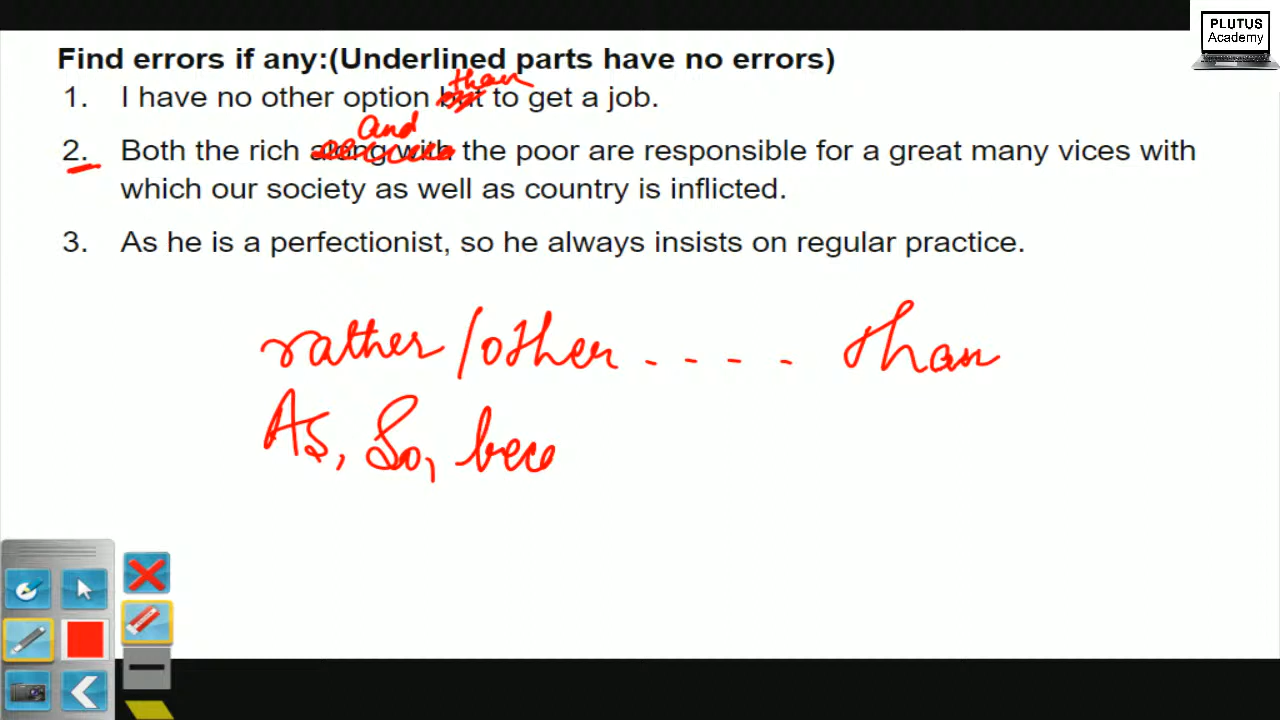 PLUTUS
Academy
Find errors if any:(Underlined parts have no errors)
than
1. I have no other option but to get a job.
and
2. Both the rich along with the poor are responsible for a great many vices with
which our society as well as country is inflicted.
3. As he is a perfectionist, so he always insists on regular practice.
rather/other .... than
As, So, beca